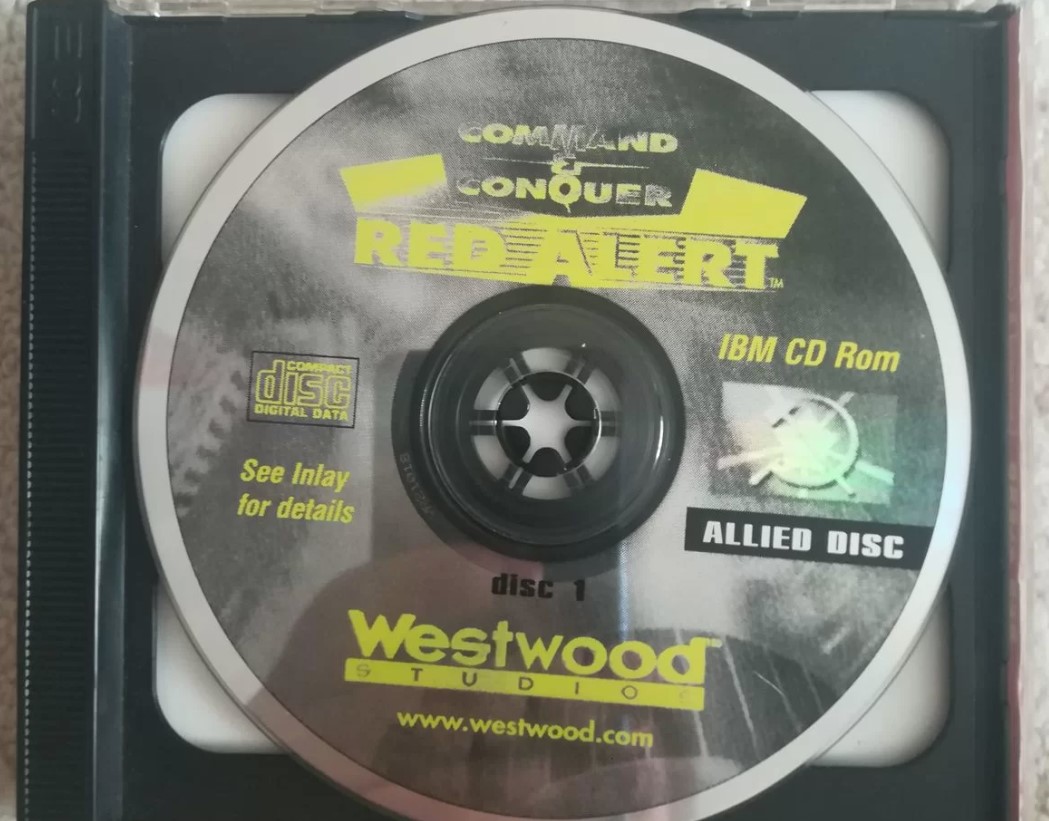 COMMAND
&
CONQUER
RED ALERT™
IBM CD Rom
COMPACT
disc
DIGITAL DATA
See Inlay
for details
ALLIED DISC
disc 1
Westwood™
STUDIOS
www.westwood.com